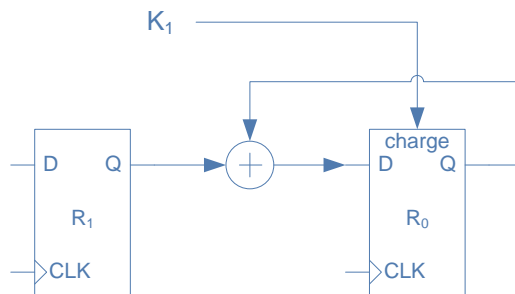 K₁
charge
D Q
D Q
R₁
R₀
CLK
CLK